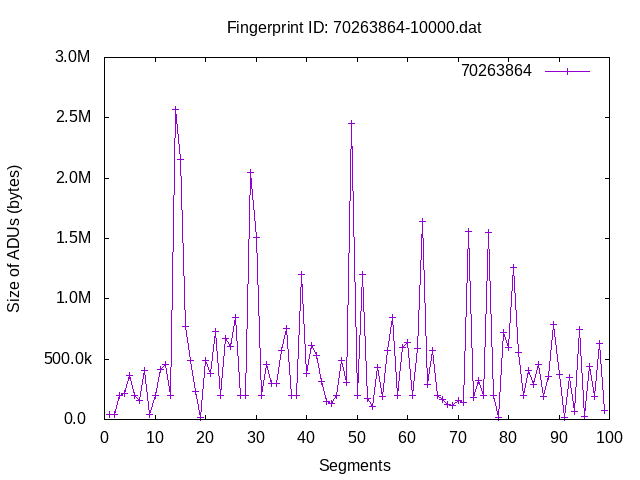 Fingerprint ID: 70263864-10000.dat
3.0M
70263864
2.5M
2.0M
Size of ADUs (bytes)
1.5M
1.0M
500.0k
0.0
0 10 20 30 40 50 60 70 80 90 100
Segments